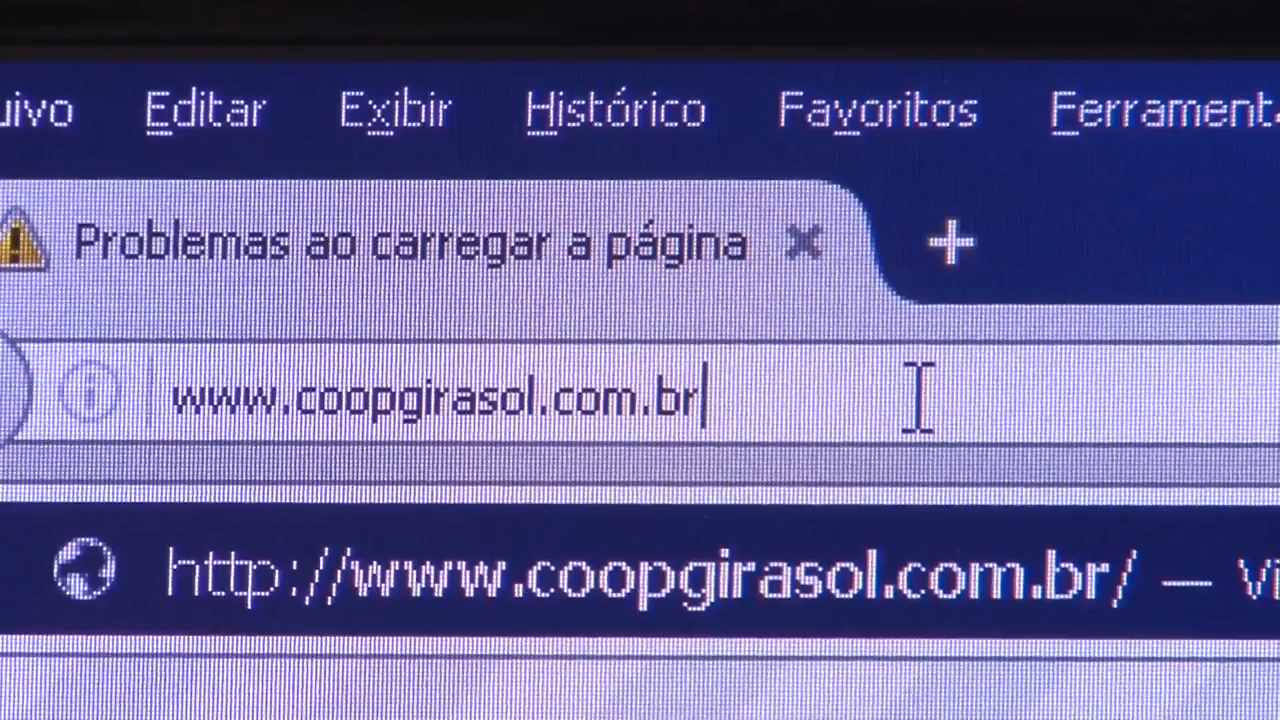 uivo Editar Exibir Histórico Favoritos Ferrament
Problemas ao carregar a página
www.coopgirasol.com.br
http://www.coopgirasol.com.br/ — Vi